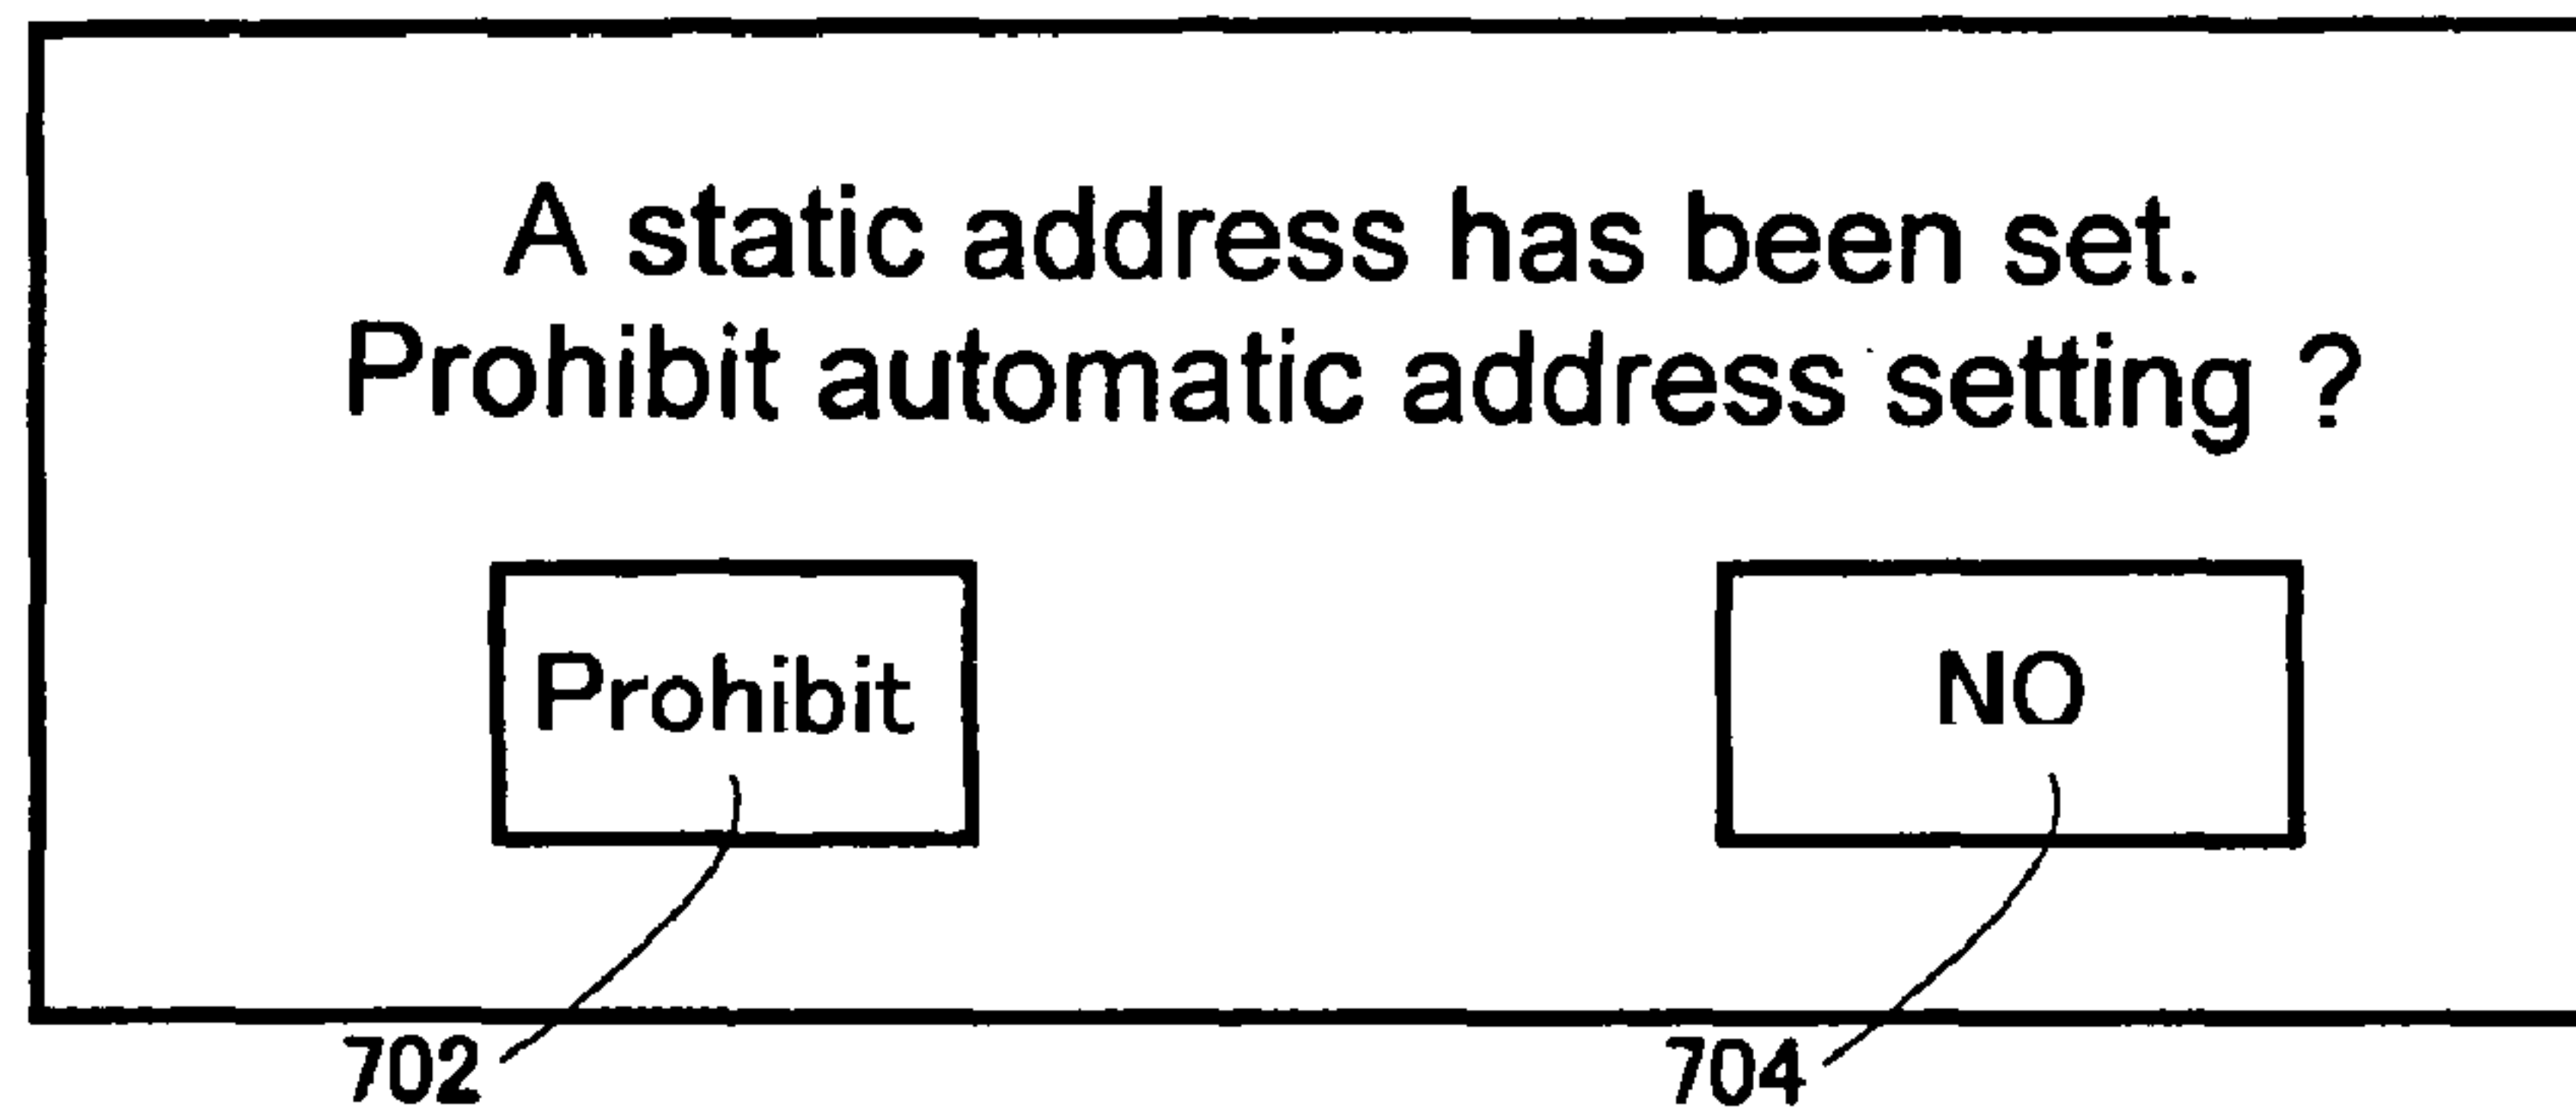 A static address has been set.
Prohibit automatic address setting ?
Prohibit
NO
702
704